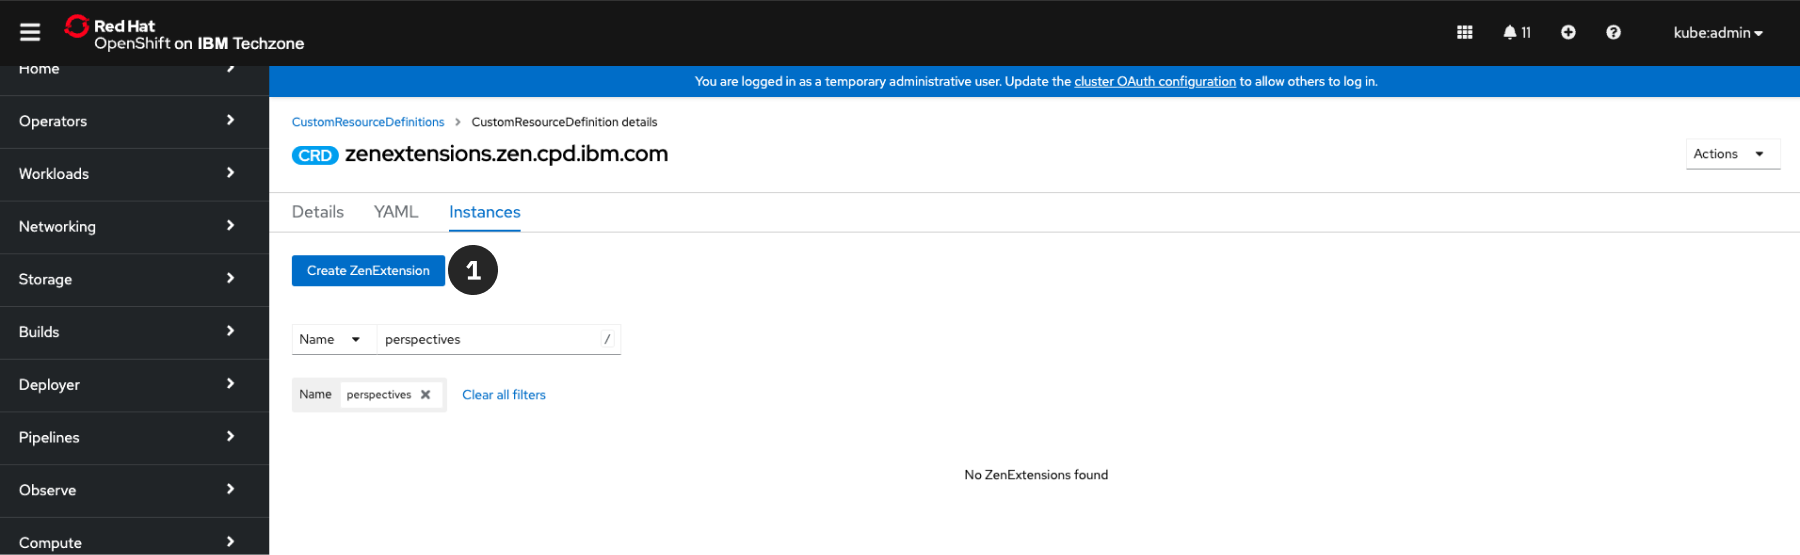 Red Hat
OpenShift on IBM Techzone
11
kube:admin
Home
Operators
Workloads
Networking
Storage
Builds
Deployer
Pipelines
Observe
Compute
You are logged in as a temporary administrative user. Update the cluster OAuth configuration to allow others to log in.
CustomResourceDefinitions > CustomResourceDefinition details
CRD zenextensions.zen.cpd.ibm.com
Actions
Details YAML Instances
Create ZenExtension 1
Name perspectives /
Name perspectives Clear all filters
No ZenExtensions found